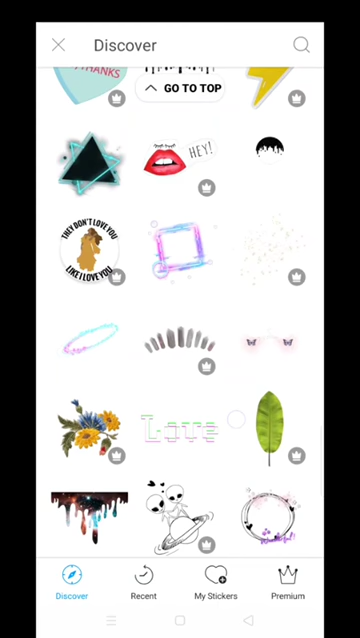 Discover
THANKS
GO TO TOP
HEY!
THEY DON'T LOVE YOU
LIKE I LOVE YOU
Love
Discover
Recent
My Stickers
Premium